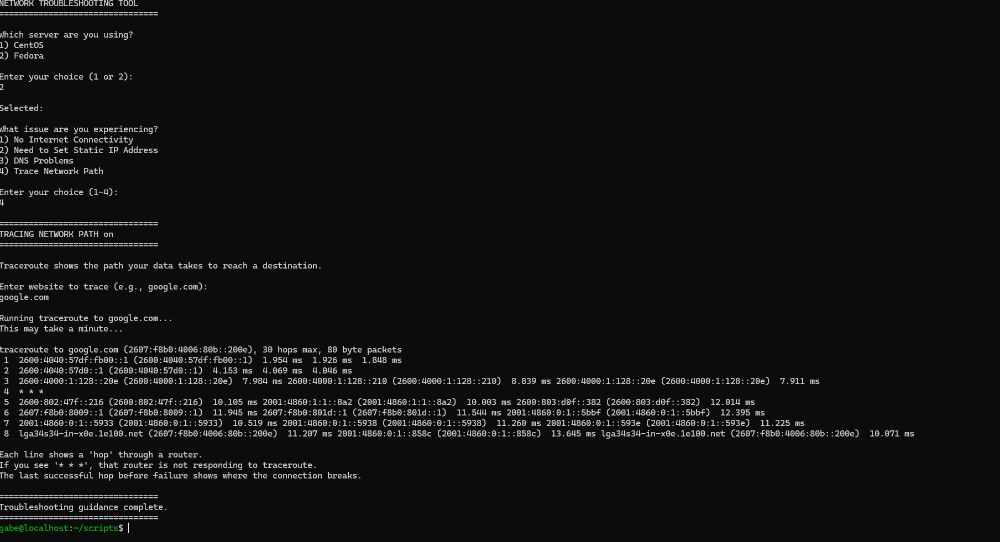 NETWORK TROUBLESHOOTING TOOL
================================
Which server are you using?
1) CentOS
2) Fedora
Enter your choice (1 or 2):
2
Selected:
What issue are you experiencing?
1) No Internet Connectivity
2) Need to Set Static IP Address
3) DNS Problems
4) Trace Network Path
Enter your choice (1-4):
4
================================
TRACING NETWORK PATH on
================================
Traceroute shows the path your data takes to reach a destination.
Enter website to trace (e.g., google.com):
google.com
Running traceroute to google.com...
This may take a minute...
traceroute to google.com (2607:f8b0:4006:80b::200e), 30 hops max, 80 byte packets
 1  2600:4040:57df:fb00::1 (2600:4040:57df:fb00::1)  1.954 ms  1.926 ms  1.848 ms
 2  2600:4040:57d0::1 (2600:4040:57d0::1)  4.153 ms  4.069 ms  4.046 ms
 3  2600:4000:1:128::20e (2600:4000:1:128::20e)  7.984 ms 2600:4000:1:128::210 (2600:4000:1:128::210)  8.839 ms 2600:4000:1:128::20e (2600:4000:1:128::20e)  7.911 ms
 4  * * *
 5  2600:802:47f::216 (2600:802:47f::216)  10.105 ms 2001:4860:1:1::8a2 (2001:4860:1:1::8a2)  10.003 ms 2600:803:d0f::382 (2600:803:d0f::382)  12.014 ms
 6  2607:f8b0:8009::1 (2607:f8b0:8009::1)  11.945 ms 2607:f8b0:801d::1 (2607:f8b0:801d::1)  11.544 ms 2001:4860:0:1::5bbf (2001:4860:0:1::5bbf)  12.395 ms
 7  2001:4860:0:1::5933 (2001:4860:0:1::5933)  10.519 ms 2001:4860:0:1::5938 (2001:4860:0:1::5938)  11.260 ms 2001:4860:0:1::593e (2001:4860:0:1::593e)  11.225 ms
 8  lga34s34-in-x0e.1e100.net (2607:f8b0:4006:80b::200e)  11.207 ms 2001:4860:0:1::858c (2001:4860:0:1::858c)  13.645 ms lga34s34-in-x0e.1e100.net (2607:f8b0:4006:80b::200e)  10.071 ms
Each line shows a 'hop' through a router.
If you see '* * *', that router is not responding to traceroute.
The last successful hop before failure shows where the connection breaks.
================================
Troubleshooting guidance complete.
================================
gabe@localhost:~/scripts$